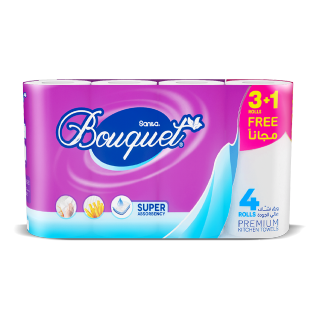 Sanita
Bouquet
3+1
ROLLS
FREE
مجاناً
SUPER
ABSORBENCY
4
ROLLS
PREMIUM
KITCHEN TOWELS